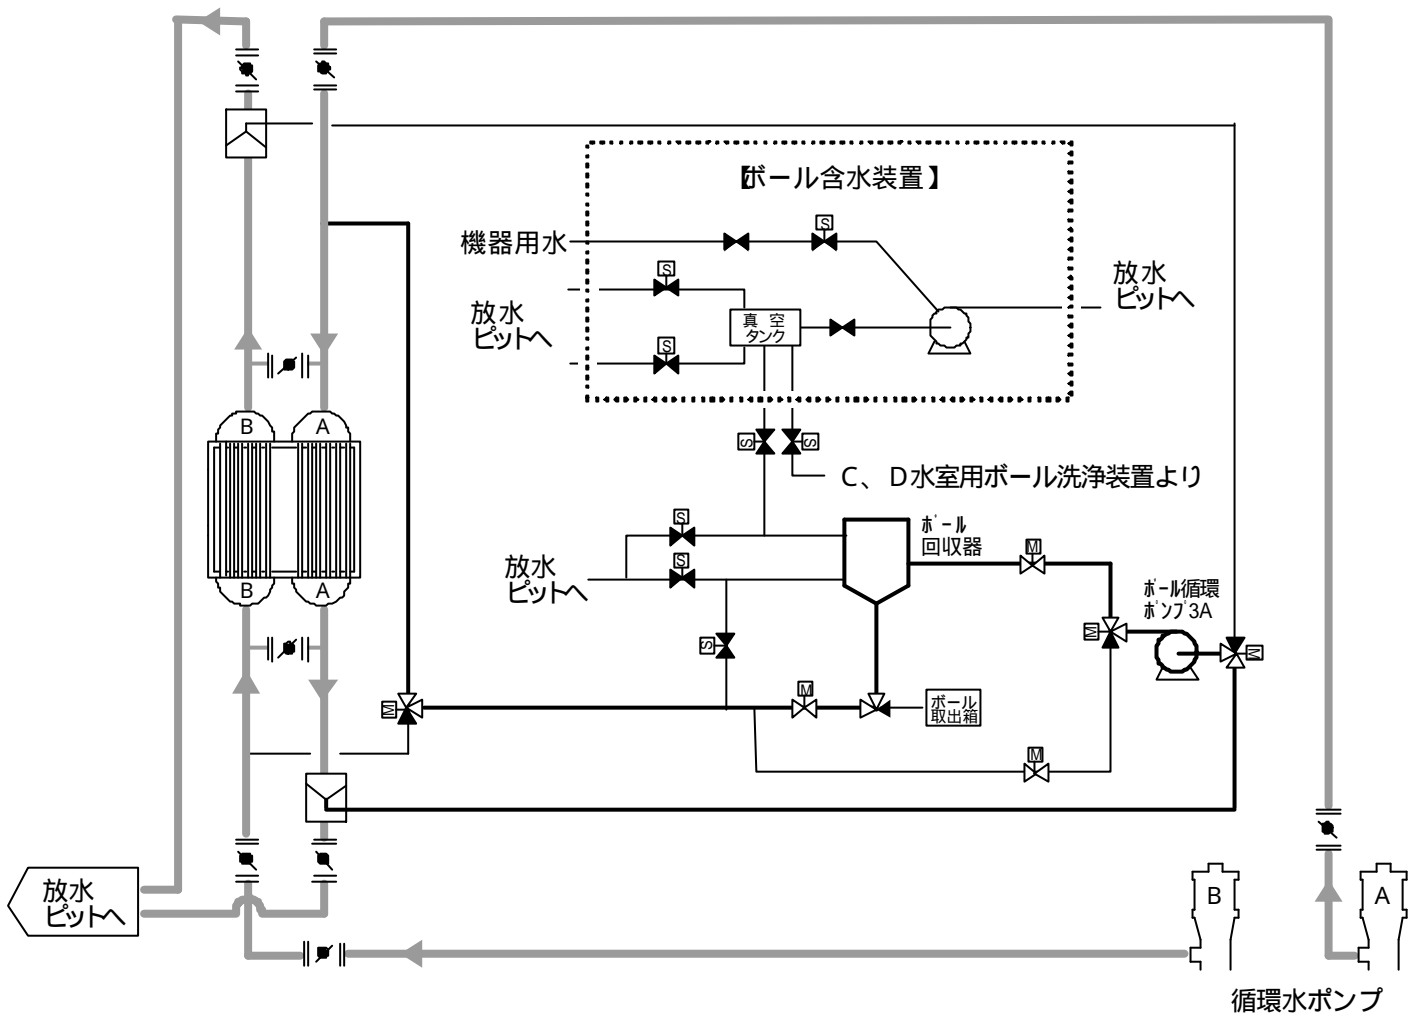 【ボール含水装置】
機器用水
S
S
放水
ピットへ
放水
ピットへ
真 空
タンク
S
B
A
S
S
C、D水室用ボール洗浄装置より
S
ボール
回収器
M
放水
ピットへ
S
B
A
ボール循環
ポンプ3A
M
S
M
M
M
ボール
取出箱
M
放水
ピットへ
B
A
循環水ポンプ